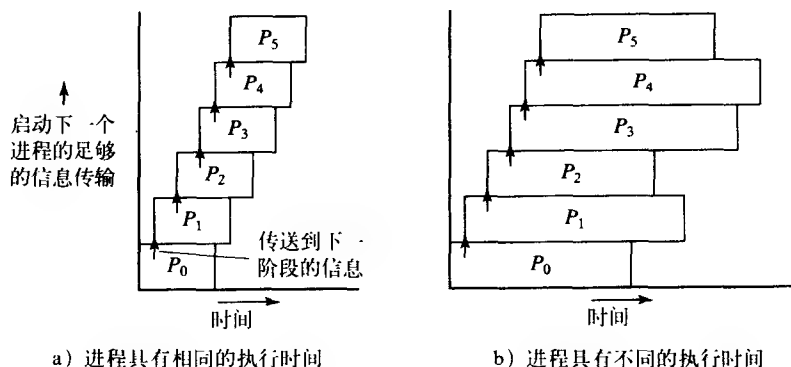 P5
P4
P3
P2
P1
P0
启动下一个
进程的足够
的信息传输
传送到下一
阶段的信息
时间
a) 进程具有相同的执行时间
P5
P4
P3
P2
P1
P0
时间
b) 进程具有不同的执行时间